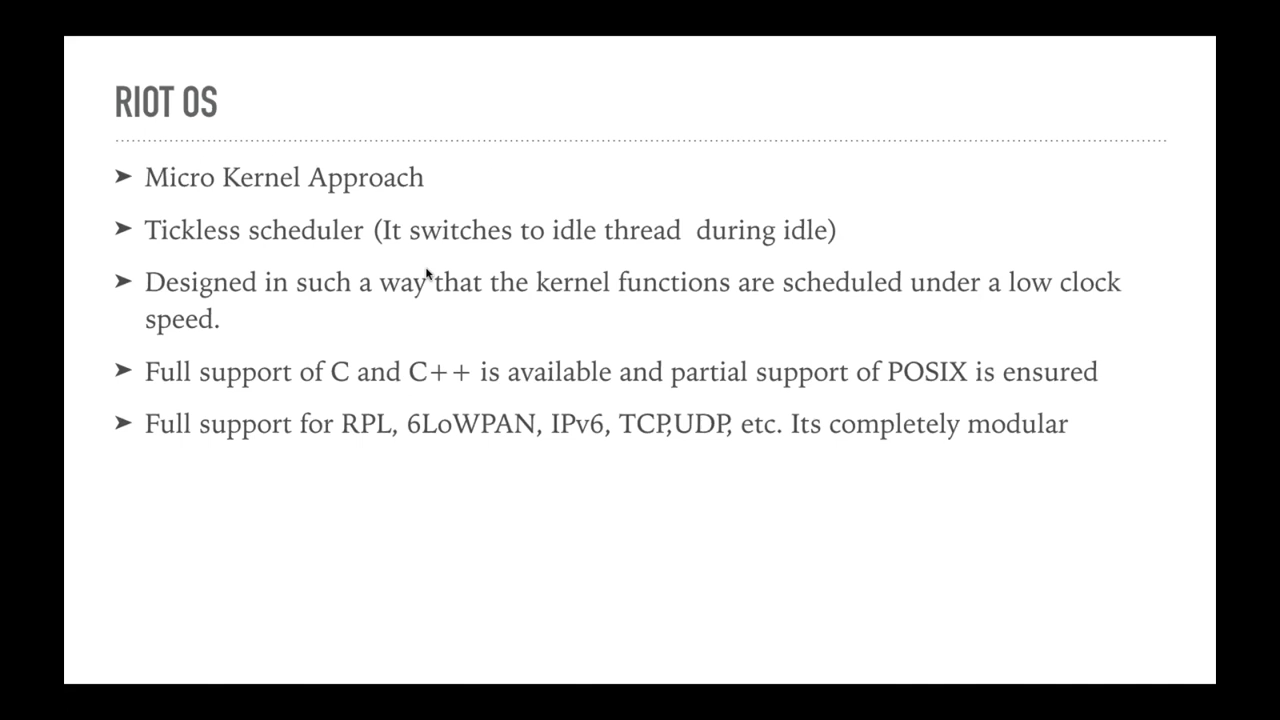 RIOT OS
➤ Micro Kernel Approach
➤ Tickless scheduler (It switches to idle thread  during idle)
➤ Designed in such a way that the kernel functions are scheduled under a low clock
speed.
➤ Full support of C and C++ is available and partial support of POSIX is ensured
➤ Full support for RPL, 6LoWPAN, IPv6, TCP,UDP, etc. Its completely modular